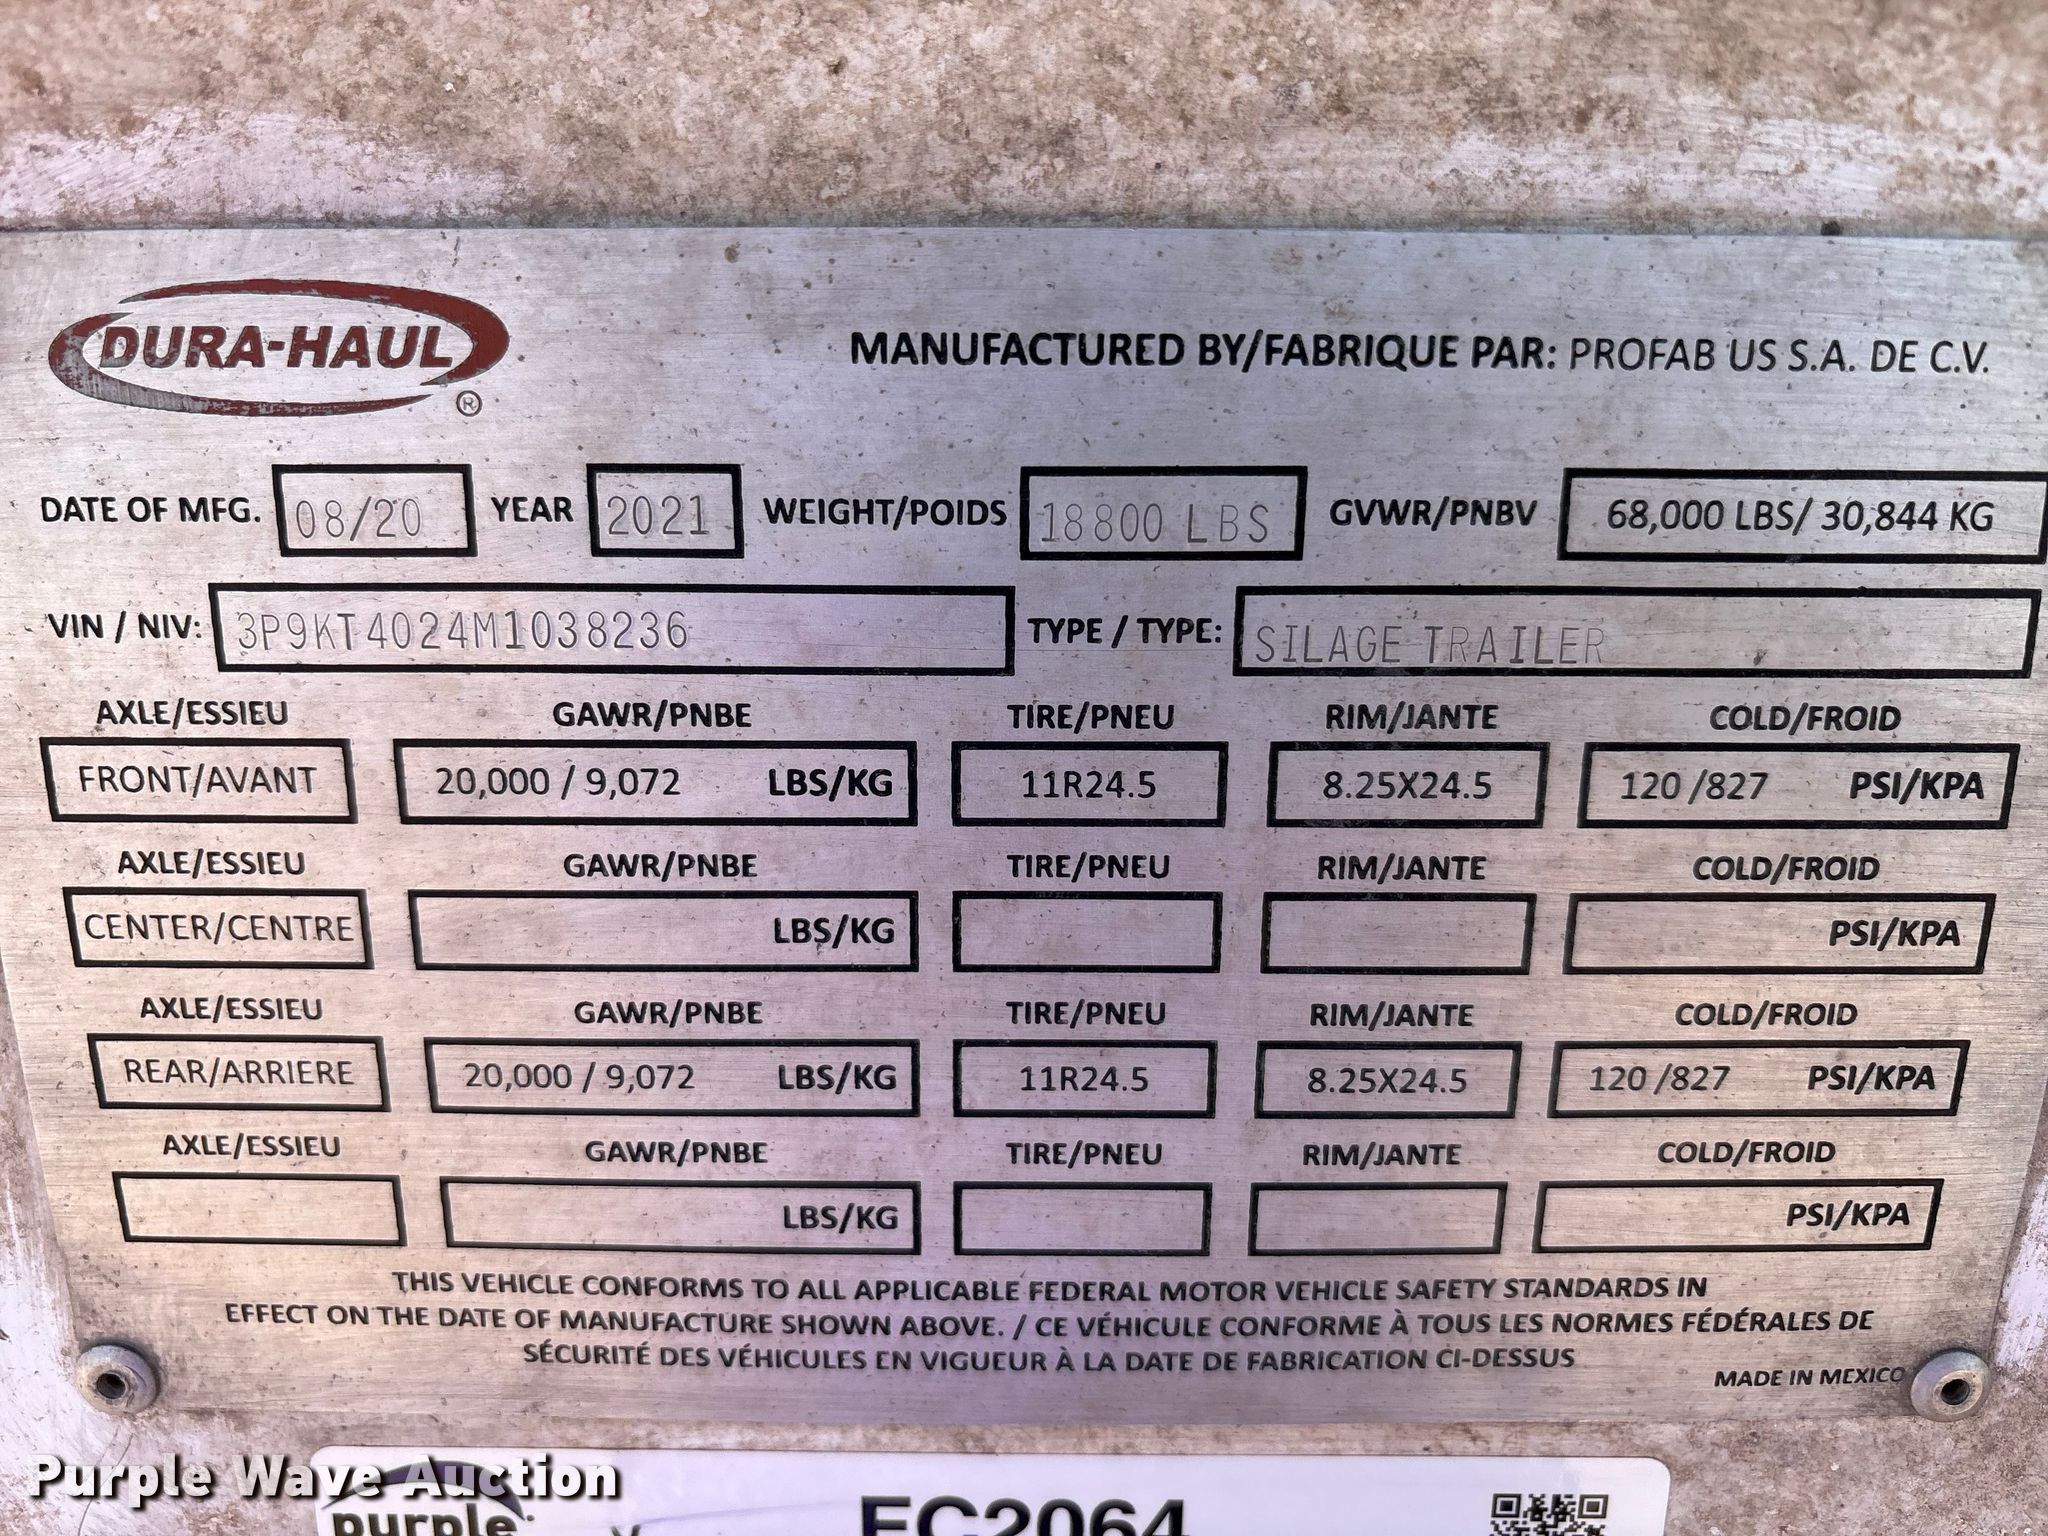 DURA-HAUL ®
MANUFACTURED BY/FABRIQUE PAR: PROFAB US S.A. DE C.V.
DATE OF MFG. 08/20 YEAR 2021 WEIGHT/POIDS 18800 LBS GVWR/PNBV 68,000 LBS/ 30,844 KG
VIN / NIV: 3P9KT4024M1038236 TYPE / TYPE: SILAGE TRAILER
AXLE/ESSIEU GAWR/PNBE TIRE/PNEU RIM/JANTE COLD/FROID
FRONT/AVANT 20,000 / 9,072 LBS/KG 11R24.5 8.25X24.5 120 /827 PSI/KPA
AXLE/ESSIEU GAWR/PNBE TIRE/PNEU RIM/JANTE COLD/FROID
CENTER/CENTRE LBS/KG PSI/KPA
AXLE/ESSIEU GAWR/PNBE TIRE/PNEU RIM/JANTE COLD/FROID
REAR/ARRIERE 20,000 / 9,072 LBS/KG 11R24.5 8.25X24.5 120 /827 PSI/KPA
AXLE/ESSIEU GAWR/PNBE TIRE/PNEU RIM/JANTE COLD/FROID
LBS/KG PSI/KPA
THIS VEHICLE CONFORMS TO ALL APPLICABLE FEDERAL MOTOR VEHICLE SAFETY STANDARDS IN
EFFECT ON THE DATE OF MANUFACTURE SHOWN ABOVE. / CE VÉHICULE CONFORME À TOUS LES NORMES FÉDÉRALES DE
SÉCURITÉ DES VÉHICULES EN VIGUEUR À LA DATE DE FABRICATION CI-DESSUS
MADE IN MEXICO
Purple Wave Auction
purple